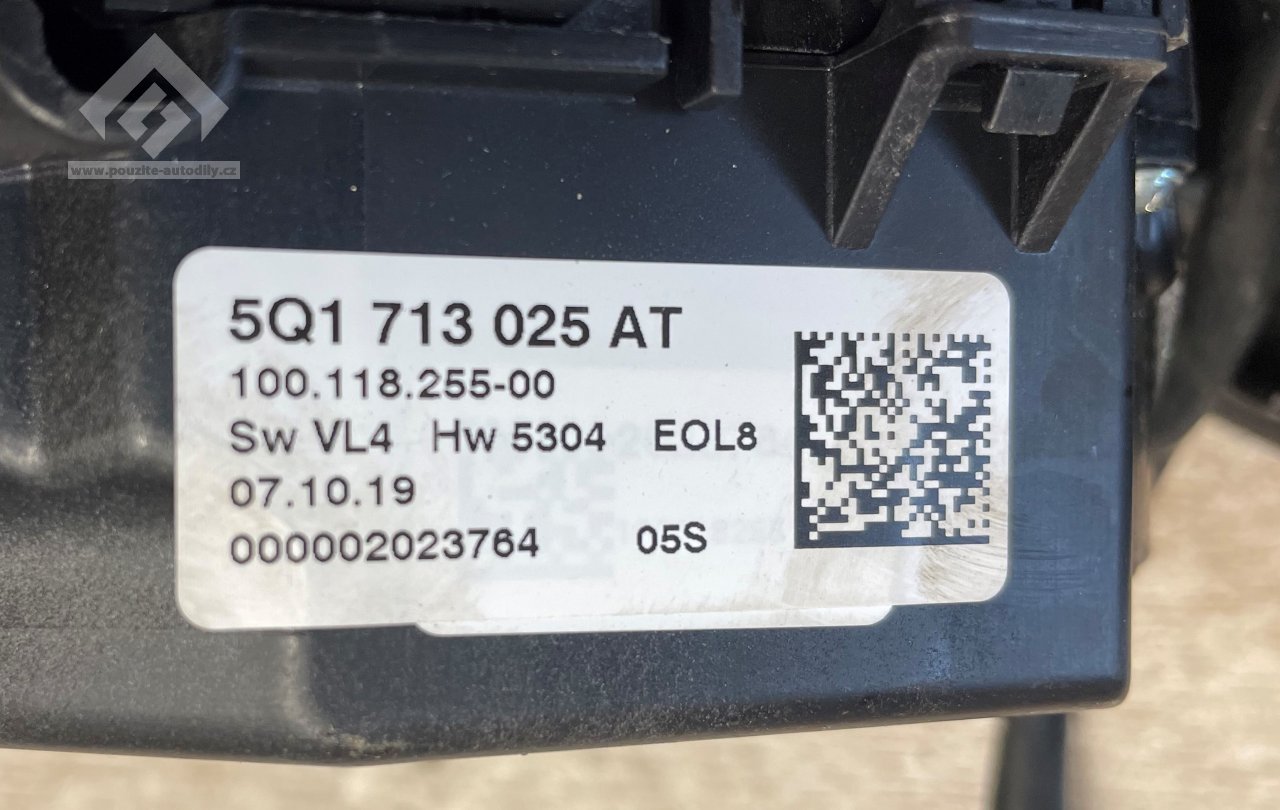 www.pouzite-autodily.cz
5Q1 713 025 AT
100.118.255-00
Sw VL4 Hw 5304 EOL8
07.10.19
000002023764 05S